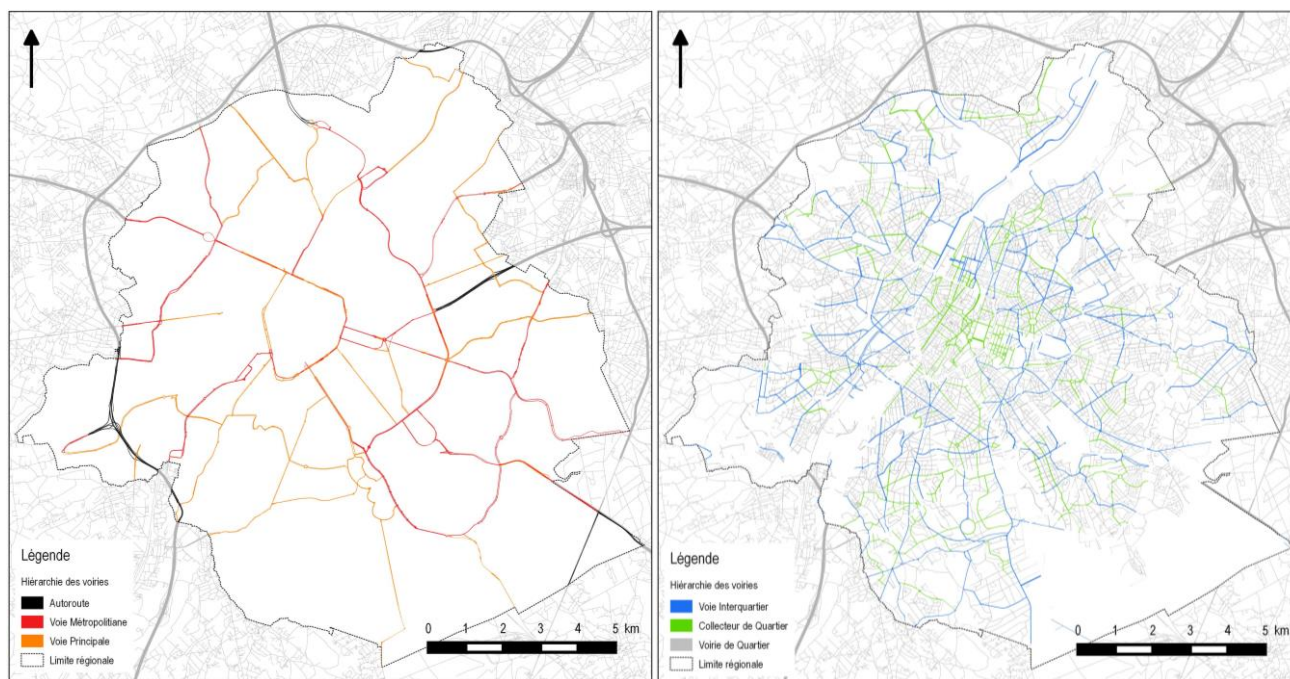 Légende
Hiérarchie des voiries
Autoroute
Voie Métropolitiane
Voie Principale
Limite régionale
0 1 2 3 4 5 km
Légende
Hiérarchie des voiries
Voie Interquartier
Collecteur de Quartier
Voirie de Quartier
Limite régionale
0 1 2 3 4 5 km